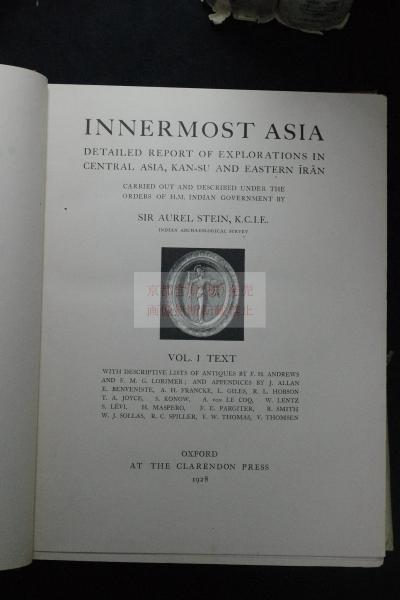 INNERMOST ASIA
DETAILED REPORT OF EXPLORATIONS IN
CENTRAL ASIA, KAN-SU AND EASTERN ĪRĀN
CARRIED OUT AND DESCRIBED UNDER THE
ORDERS OF H.M. INDIAN GOVERNMENT BY
SIR AUREL STEIN, K.C.I.E.
INDIAN ARCHAEOLOGICAL SURVEY
VOL. I TEXT
WITH DESCRIPTIVE LISTS OF ANTIQUES BY F. H. ANDREWS
AND F. M. G. LORIMER; AND APPENDICES BY J. ALLAN
E. BENVENISTE, A. H. FRANCKE, L. GILES, R. L. HOBSON
T. A. JOYCE, S. KONOW, A. VON LE COQ, W. LENTZ
S. LÉVI, H. MASPERO, F. E. PARGITER, R. SMITH
W. J. SOLLAS, R. C. SPILLER, F. W. THOMAS, V. THOMSEN
OXFORD
AT THE CLARENDON PRESS
1928